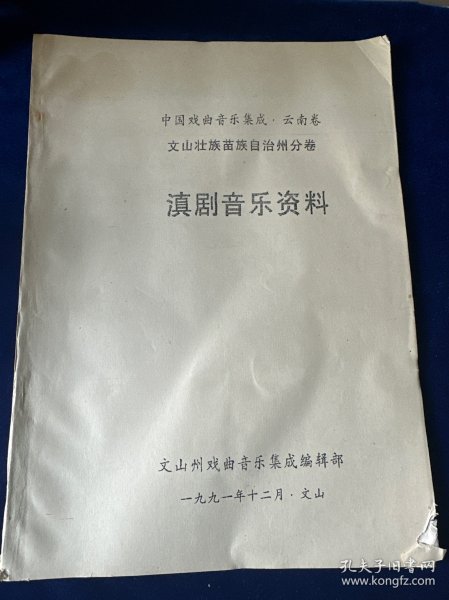 中国戏曲音乐集成·云南卷
文山壮族苗族自治州分卷
滇剧音乐资料
文山州戏曲音乐集成编辑部
一九九一年十二月·文山
孔夫子旧书网
www.kongfz.com